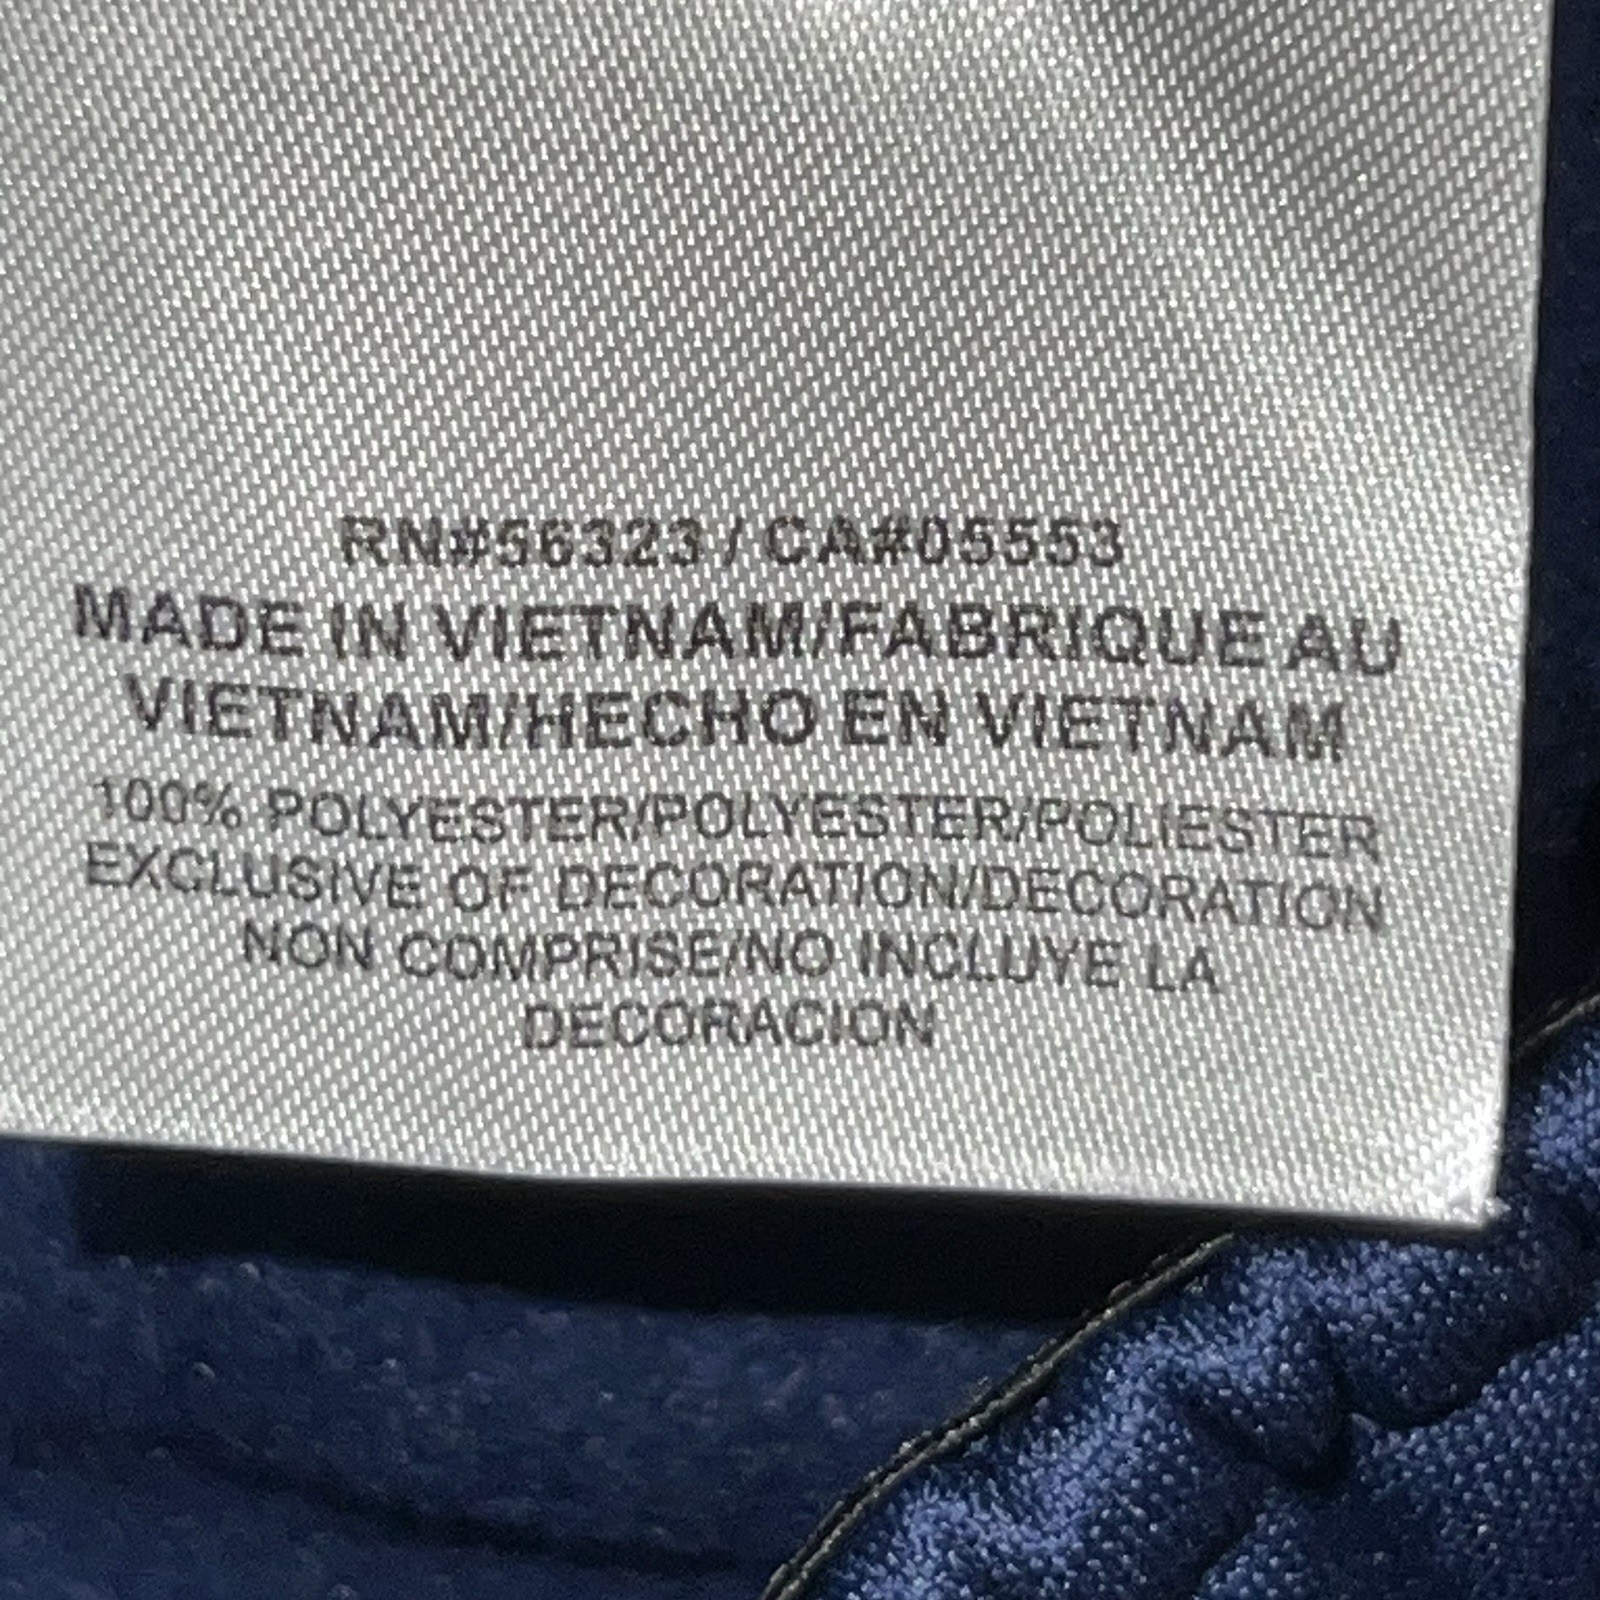 RN#56323 / CA#05553
MADE IN VIETNAM/FABRIQUE AU
VIETNAM/HECHO EN VIETNAM
100% POLYESTER/POLYESTER/POLIESTER
EXCLUSIVE OF DECORATION/DECORATION
NON COMPRISE/NO INCLUYE LA
DECORACION